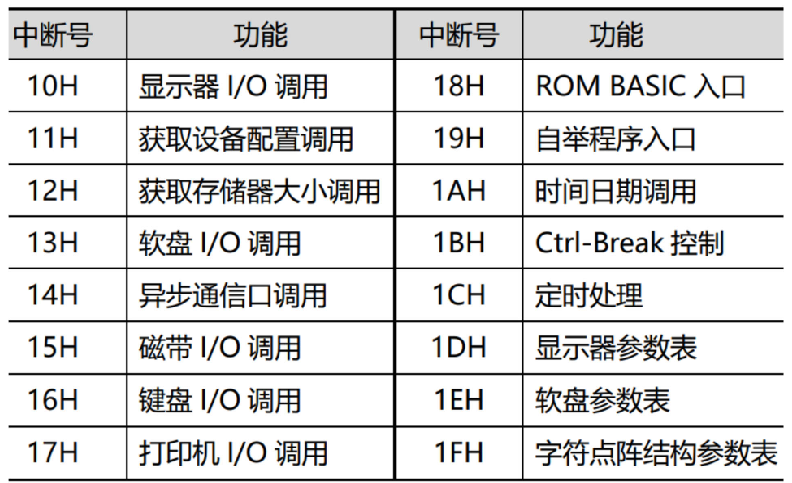 中断号 功能 中断号 功能
10H 显示器 I/O 调用 18H ROM BASIC 入口
11H 获取设备配置调用 19H 自举程序入口
12H 获取存储器大小调用 1AH 时间日期调用
13H 软盘 I/O 调用 1BH Ctrl-Break 控制
14H 异步通信口调用 1CH 定时处理
15H 磁带 I/O 调用 1DH 显示器参数表
16H 键盘 I/O 调用 1EH 软盘参数表
17H 打印机 I/O 调用 1FH 字符点阵结构参数表